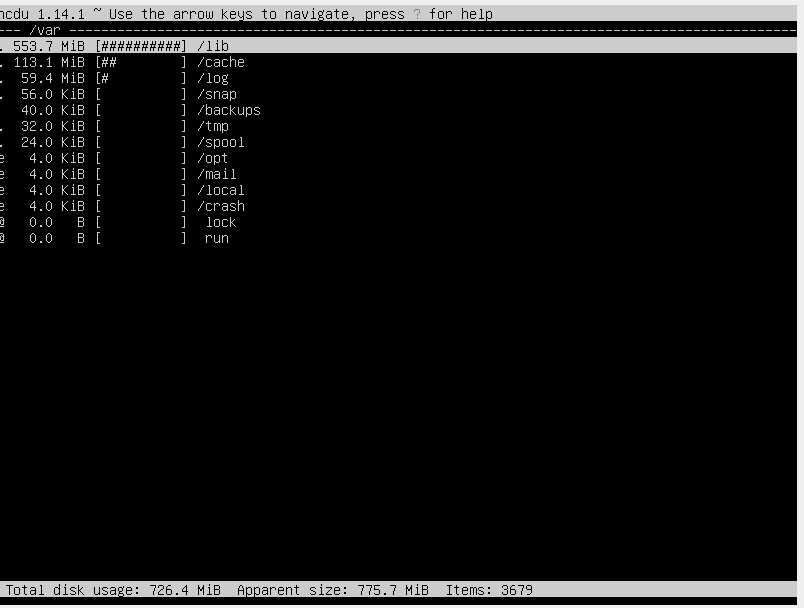 ncdu 1.14.1 ~ Use the arrow keys to navigate, press ? for help
--- /var ----------------------------------------------------------------------------------------
. 553.7 MiB [##########] /lib
. 113.1 MiB [##        ] /cache
.  59.4 MiB [#         ] /log
.  56.0 KiB [          ] /snap
   40.0 KiB [          ] /backups
.  32.0 KiB [          ] /tmp
.  24.0 KiB [          ] /spool
e   4.0 KiB [          ] /opt
e   4.0 KiB [          ] /mail
e   4.0 KiB [          ] /local
e   4.0 KiB [          ] /crash
@   0.0   B [          ]  lock
@   0.0   B [          ]  run
Total disk usage: 726.4 MiB  Apparent size: 775.7 MiB  Items: 3679